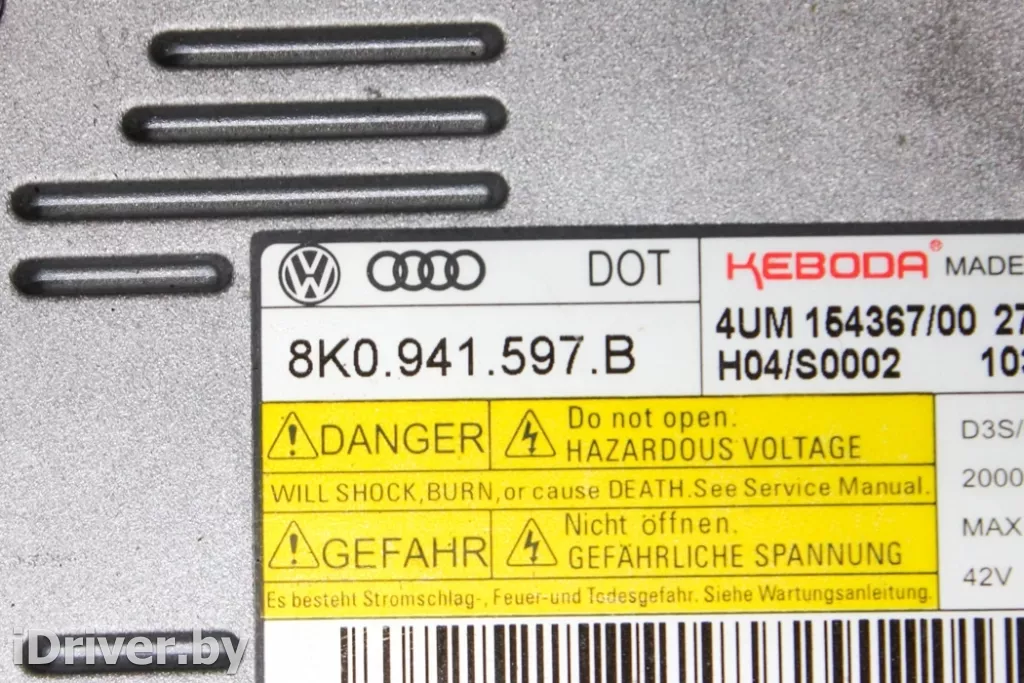 DOT
KEBODA® MADE
8K0.941.597.B
4UM 154367/00 27
H04/S0002 103
DANGER
Do not open.
HAZARDOUS VOLTAGE
WILL SHOCK, BURN, or cause DEATH. See Service Manual.
GEFAHR
Nicht öffnen.
GEFÄHRLICHE SPANNUNG
Es besteht Stromschlag-, Feuer-und Todesgefahr. Siehe Wartungsanleitung.
D3S/
2000
MAX
42V
iDriver.by